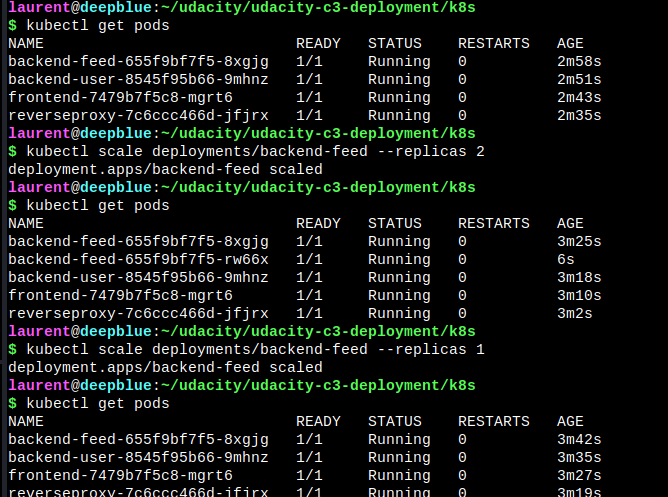 laurent@deepblue:~/udacity/udacity-c3-deployment/k8s
$ kubectl get pods
NAME                            READY   STATUS    RESTARTS   AGE
backend-feed-655f9bf7f5-8xgjg   1/1     Running   0          2m58s
backend-user-8545f95b66-9mhnz   1/1     Running   0          2m51s
frontend-7479b7f5c8-mgrt6       1/1     Running   0          2m43s
reverseproxy-7c6ccc466d-jfjrx   1/1     Running   0          2m35s
laurent@deepblue:~/udacity/udacity-c3-deployment/k8s
$ kubectl scale deployments/backend-feed --replicas 2
deployment.apps/backend-feed scaled
laurent@deepblue:~/udacity/udacity-c3-deployment/k8s
$ kubectl get pods
NAME                            READY   STATUS    RESTARTS   AGE
backend-feed-655f9bf7f5-8xgjg   1/1     Running   0          3m25s
backend-feed-655f9bf7f5-rw66x   1/1     Running   0          6s
backend-user-8545f95b66-9mhnz   1/1     Running   0          3m18s
frontend-7479b7f5c8-mgrt6       1/1     Running   0          3m10s
reverseproxy-7c6ccc466d-jfjrx   1/1     Running   0          3m2s
laurent@deepblue:~/udacity/udacity-c3-deployment/k8s
$ kubectl scale deployments/backend-feed --replicas 1
deployment.apps/backend-feed scaled
laurent@deepblue:~/udacity/udacity-c3-deployment/k8s
$ kubectl get pods
NAME                            READY   STATUS    RESTARTS   AGE
backend-feed-655f9bf7f5-8xgjg   1/1     Running   0          3m42s
backend-user-8545f95b66-9mhnz   1/1     Running   0          3m35s
frontend-7479b7f5c8-mgrt6       1/1     Running   0          3m27s
reverseproxy-7c6ccc466d-jfjrx   1/1     Running   0          3m19s